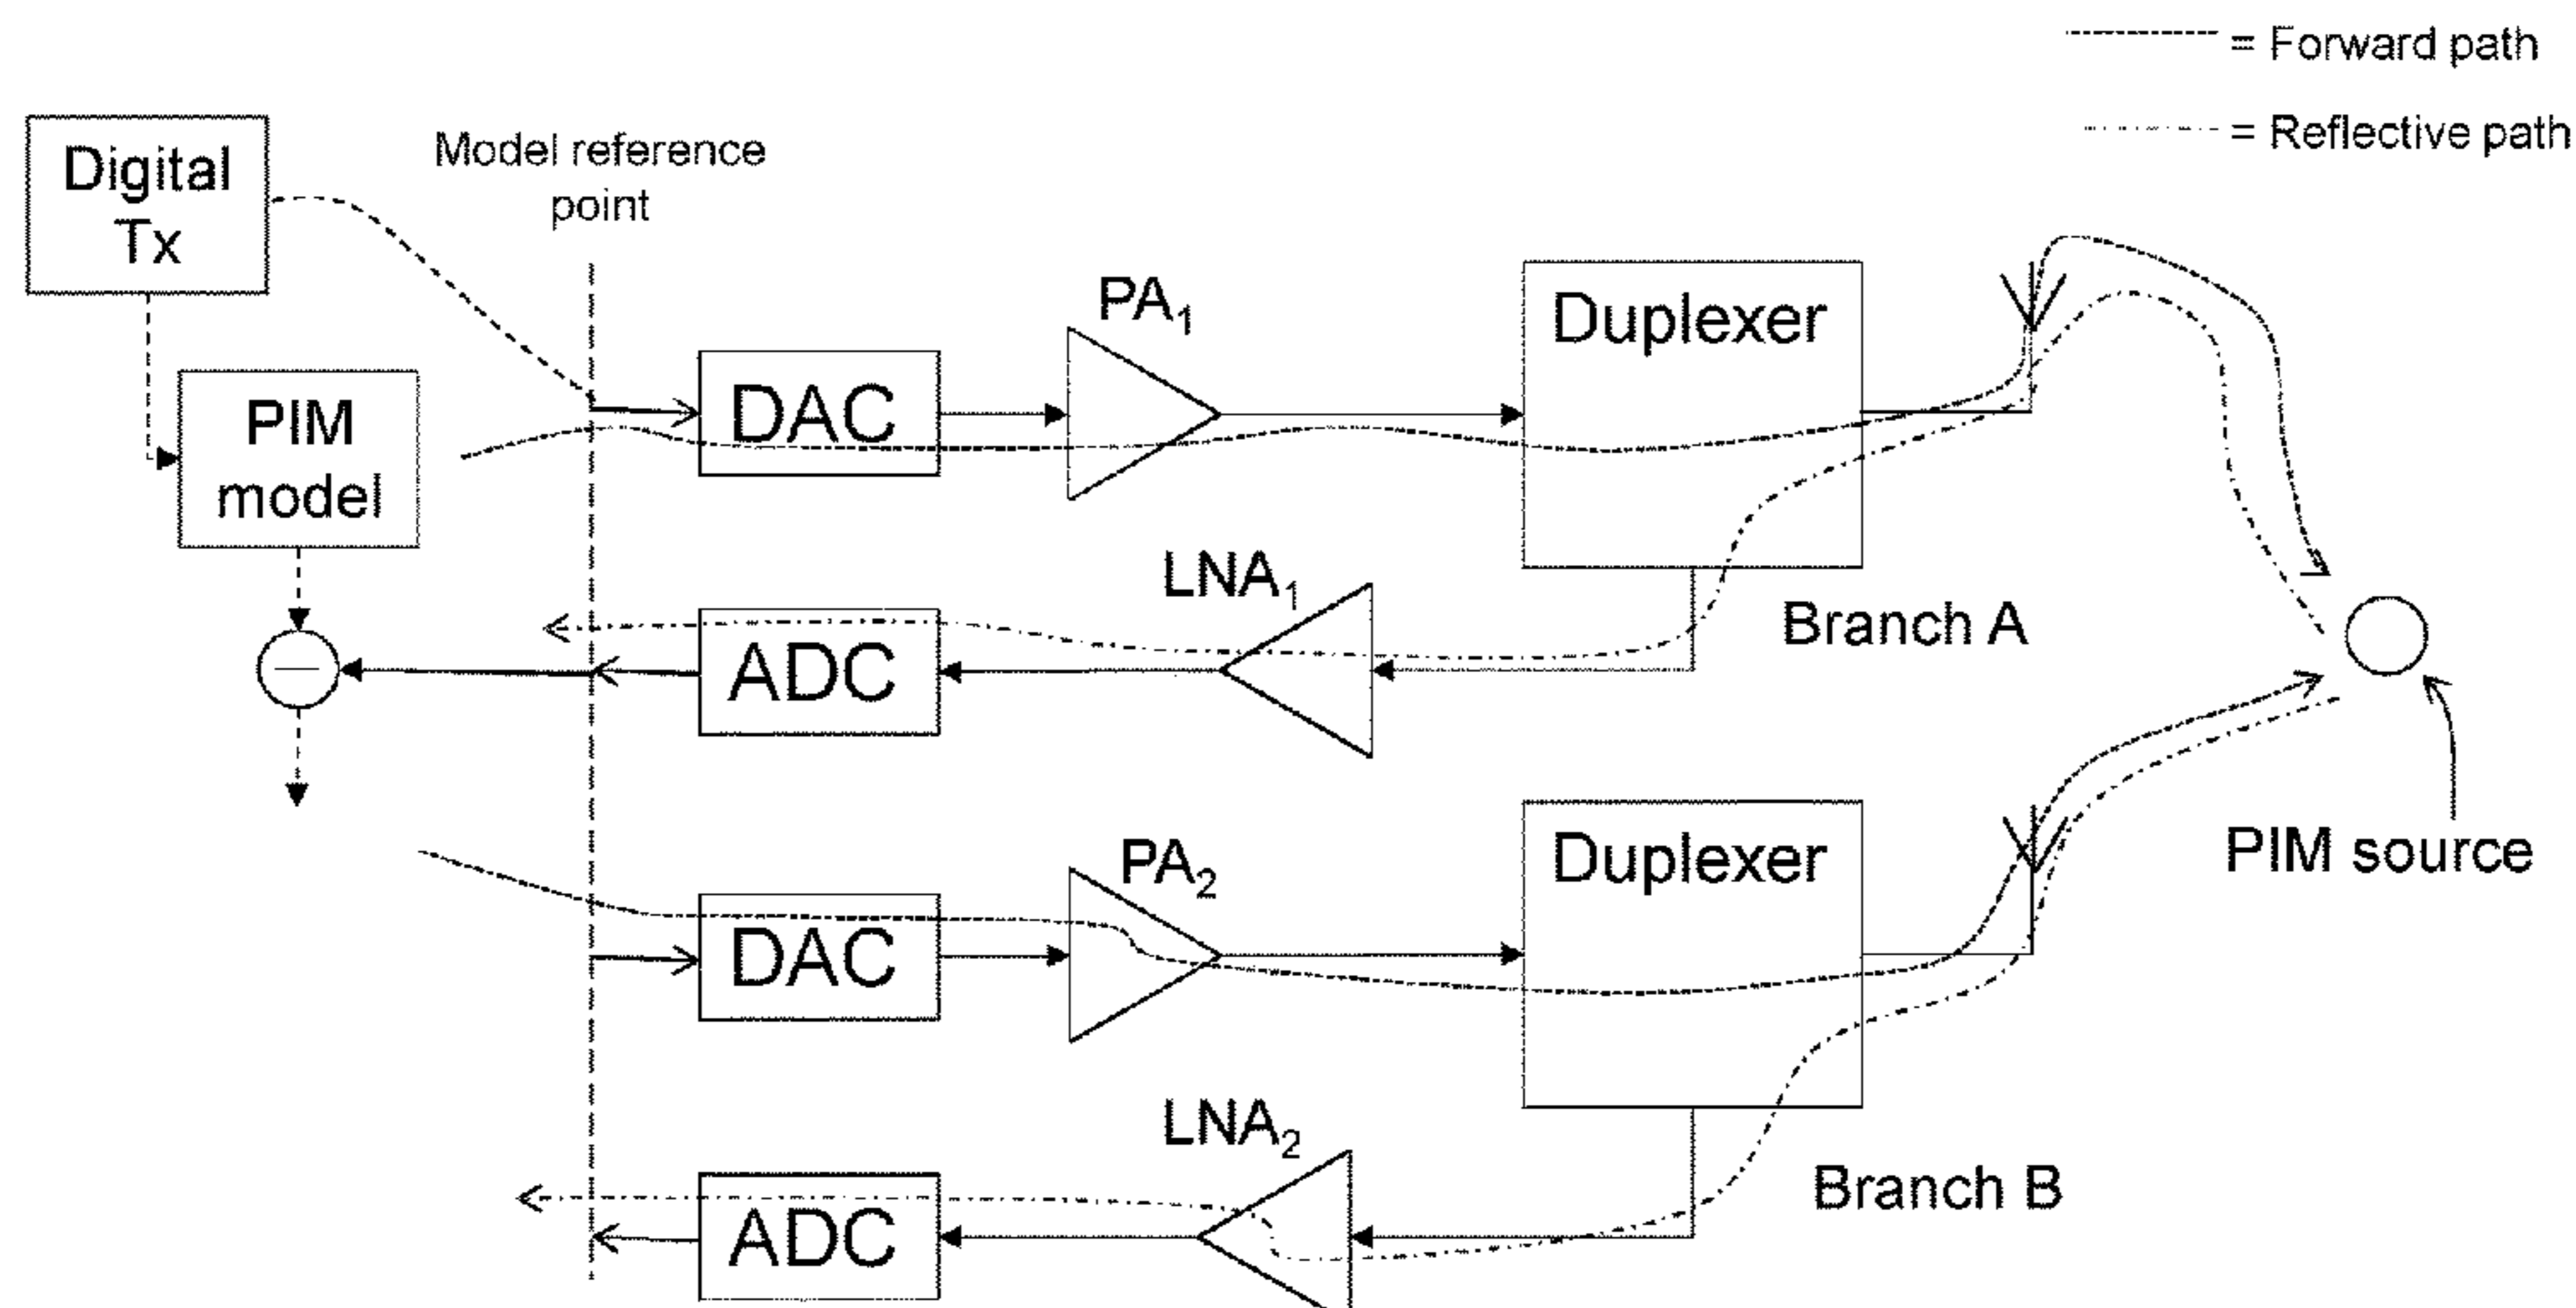 = Forward path
= Reflective path
Digital
Tx
Model reference
point
PIM
model
DAC
PA1
Duplexer
ADC
LNA1
Branch A
PIM source
DAC
PA2
Duplexer
ADC
LNA2
Branch B